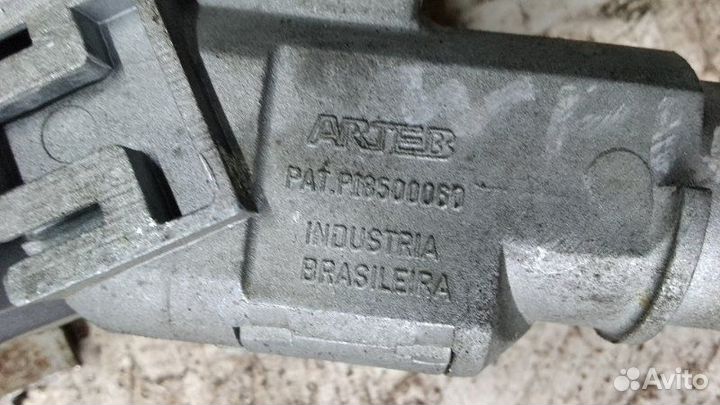 ARTEB
PAT.PI8500060
INDUSTRIA
BRASILEIRA
Avito